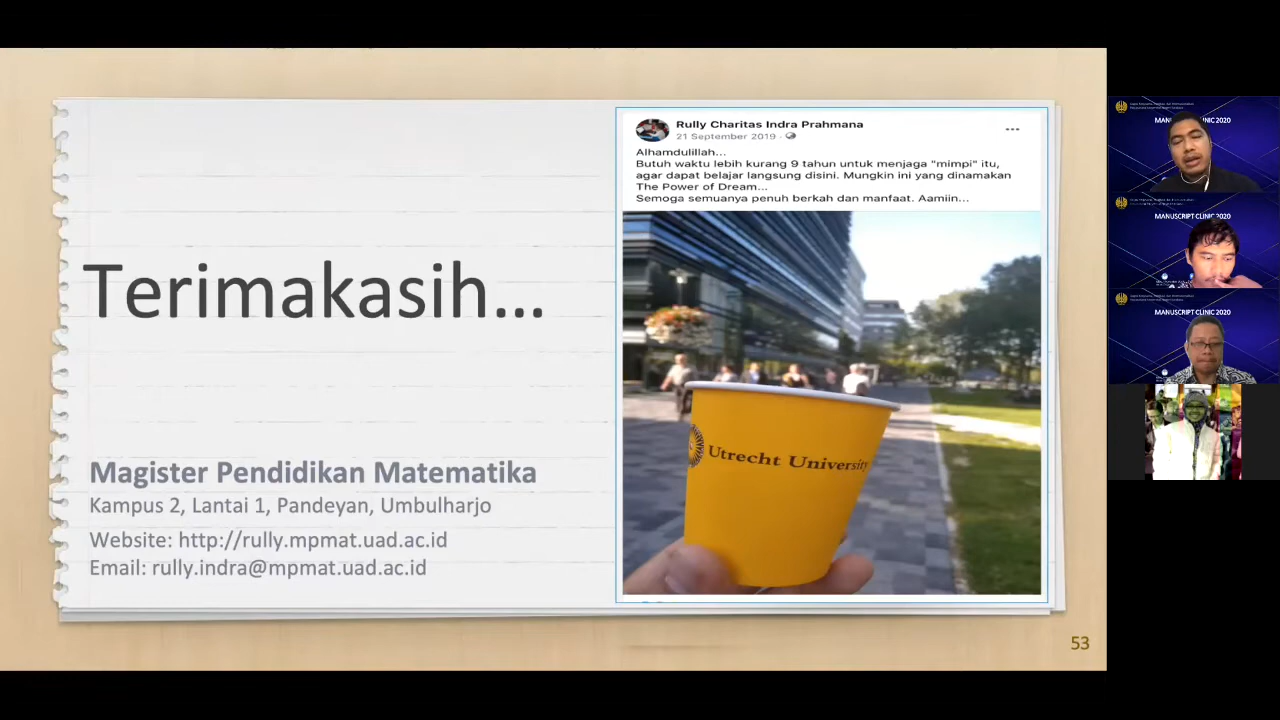 Terimakasih...
Magister Pendidikan Matematika
Kampus 2, Lantai 1, Pandeyan, Umbulharjo
Website: http://rully.mpmat.uad.ac.id
Email: rully.indra@mpmat.uad.ac.id
Rully Charitas Indra Prahmana
21 September 2019
Alhamdulillah...
Butuh waktu lebih kurang 9 tahun untuk menjaga "mimpi" itu,
agar dapat belajar langsung disini. Mungkin ini yang dinamakan
The Power of Dream...
Semoga semuanya penuh berkah dan manfaat. Aamiin...
Utrecht University
53
MANUSCRIPT CLINIC 2020
MANUSCRIPT CLINIC 2020
MANUSCRIPT CLINIC 2020